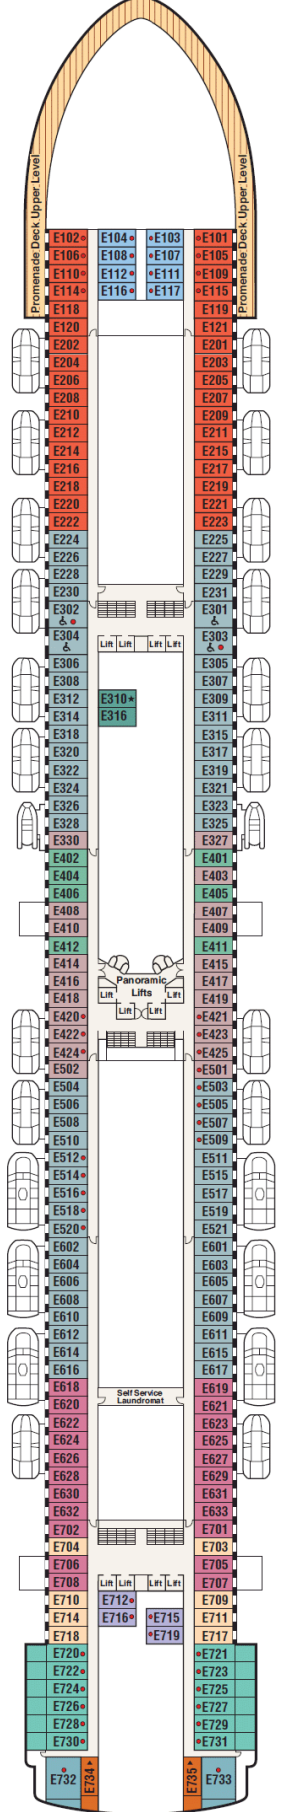 Promenade Deck Upper Level
Promenade Deck Upper Level
E102 E104 E103 E101
E106 E108 E107 E105
E110 E112 E111 E109
E114 E116 E117 E115
E118 E119
E120 E121
E202 E201
E204 E203
E206 E205
E208 E207
E210 E209
E212 E211
E214 E215
E216 E217
E218 E219
E220 E221
E222 E223
E224 E225
E226 E227
E228 E229
E230 E231
E302 E301
E304 E303
Lift Lift Lift Lift
E306 E305
E308 E307
E312 E310★ E309
E314 E316 E311
E318 E315
E320 E317
E322 E319
E324 E321
E326 E323
E328 E325
E330 E327
E402 E401
E404 E403
E406 E405
E408 E407
E410 E409
E412 E411
E414 E415
E416 Panoramic E417
Lifts
E418 Lift Lift E419
E420 Lift Lift E421
E422 E423
E424 E425
E502 E501
E504 E503
E506 E505
E508 E507
E510 E509
E512 E511
E514 E515
E516 E517
E518 E519
E520 E521
E602 E601
E604 E603
E606 E605
E608 E607
E610 E609
E612 E611
E614 E615
E616 E617
E618 Self Service E619
Laundromat
E620 E621
E622 E623
E624 E625
E626 E627
E628 E629
E630 E631
E632 E633
E702 E701
E704 E703
E706 E705
E708 Lift Lift Lift Lift E707
E710 E712 E709
E714 E716 E715 E711
E718 E719 E717
E720 E721
E722 E723
E724 E725
E726 E727
E728 E729
E730 E731
E732 E734 E735 E733